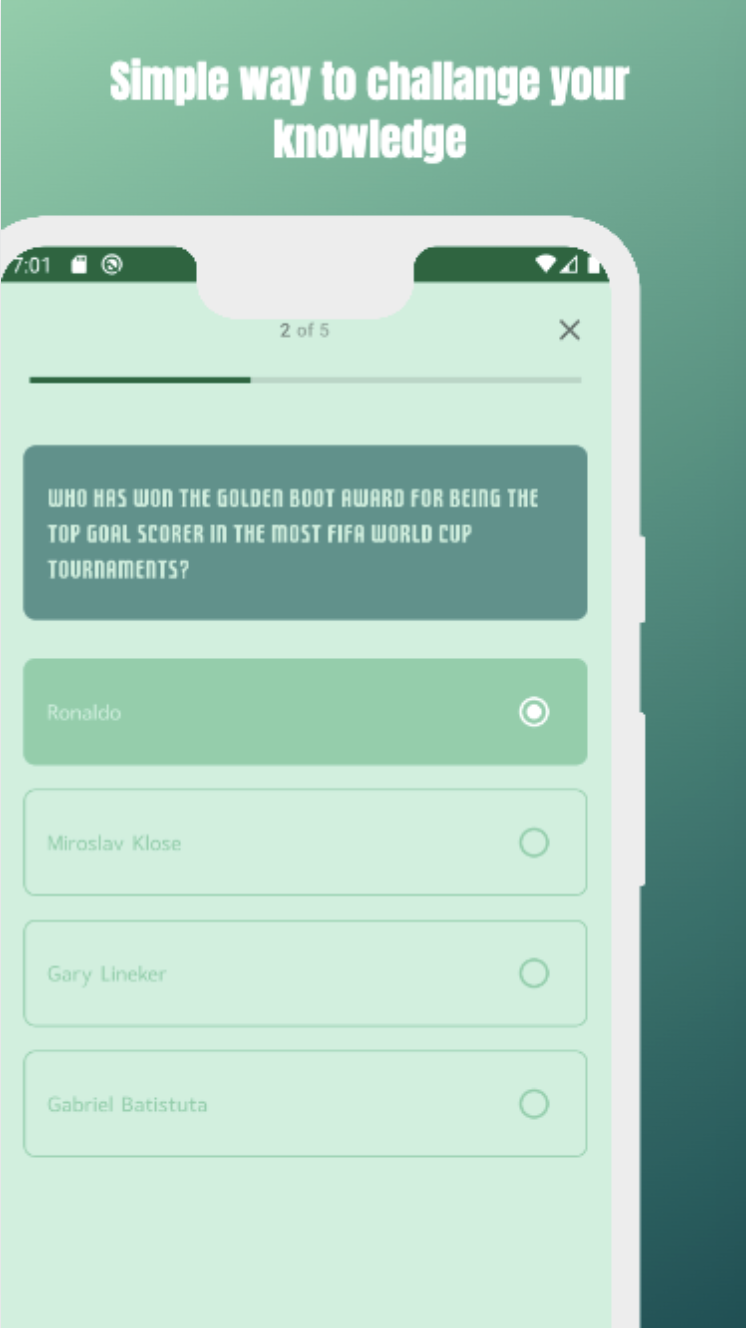 Simple way to challange your
knowledge
7:01
2 of 5
WHO HAS WON THE GOLDEN BOOT AWARD FOR BEING THE
TOP GOAL SCORER IN THE MOST FIFA WORLD CUP
TOURNAMENTS?
Ronaldo
Miroslav Klose
Gary Lineker
Gabriel Batistuta